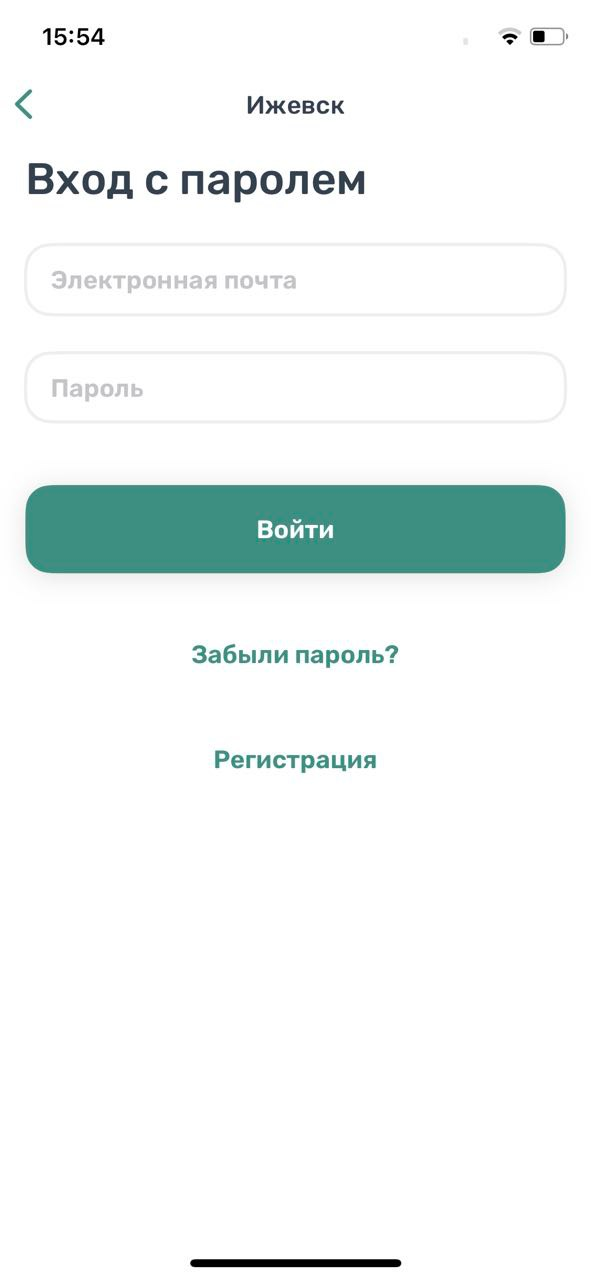 15:54
Ижевск
Вход с паролем
Электронная почта
Пароль
Войти
Забыли пароль?
Регистрация